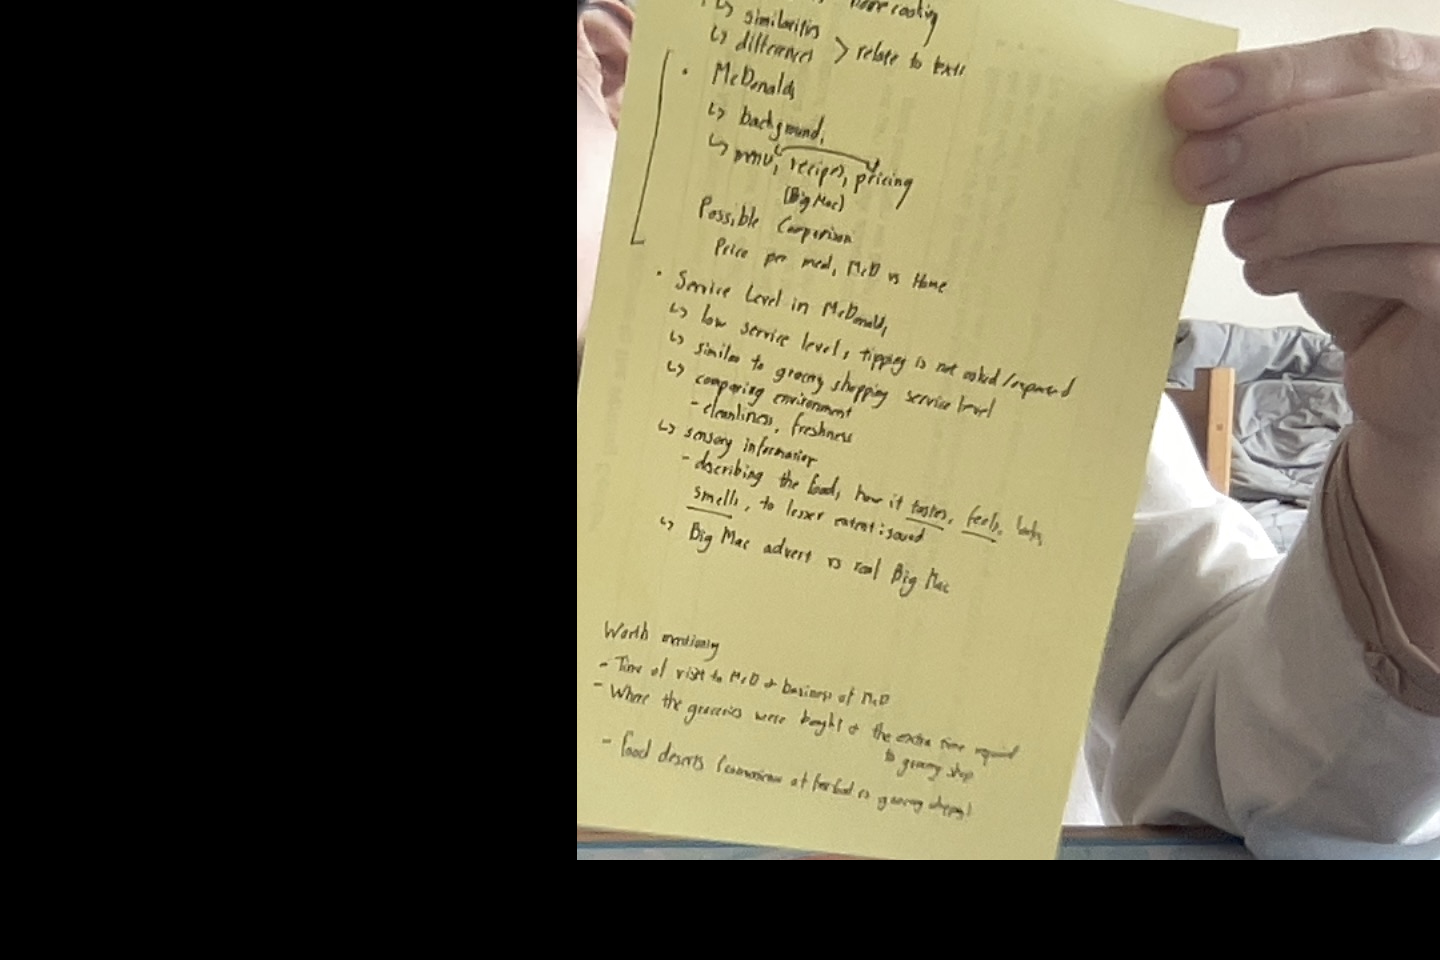 home cooking
↳ similarities
↳ differences > relate to texts
• McDonalds
↳ background,
↳ menu, recipes, pricing
(Big Mac)
Possible Comparison
Price per meal, McD vs Home
• Service Level in McDonalds
↳ low service level, tipping is not asked/expected
↳ similar to grocery shopping service level
↳ comparing environment
- cleanliness, freshness
↳ sensory information
- describing the food, how it tastes, feels, looks,
smells, to lesser extent: sound
↳ Big Mac advert vs real Big Mac
Worth mentioning
- Time of visit to McD + business of McD
- Where the groceries were bought + the extra time required
to grocery shop
- Food deserts (convenience of fast food vs grocery shopping)